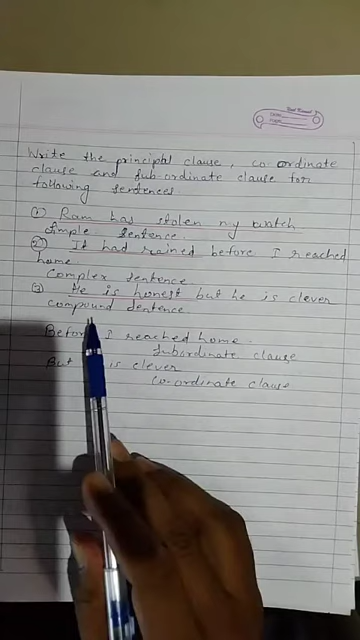 Write the principal clause, co-ordinate
clause and sub-ordinate clause for
following sentences
(1) Ram has stolen my watch
Simple Sentence.
(2) It had rained before I reached
home
Complex sentence
(3) He is honest but he is clever
compound sentence
Before I reached home.
Subordinate clause
But is clever
co-ordinate clause